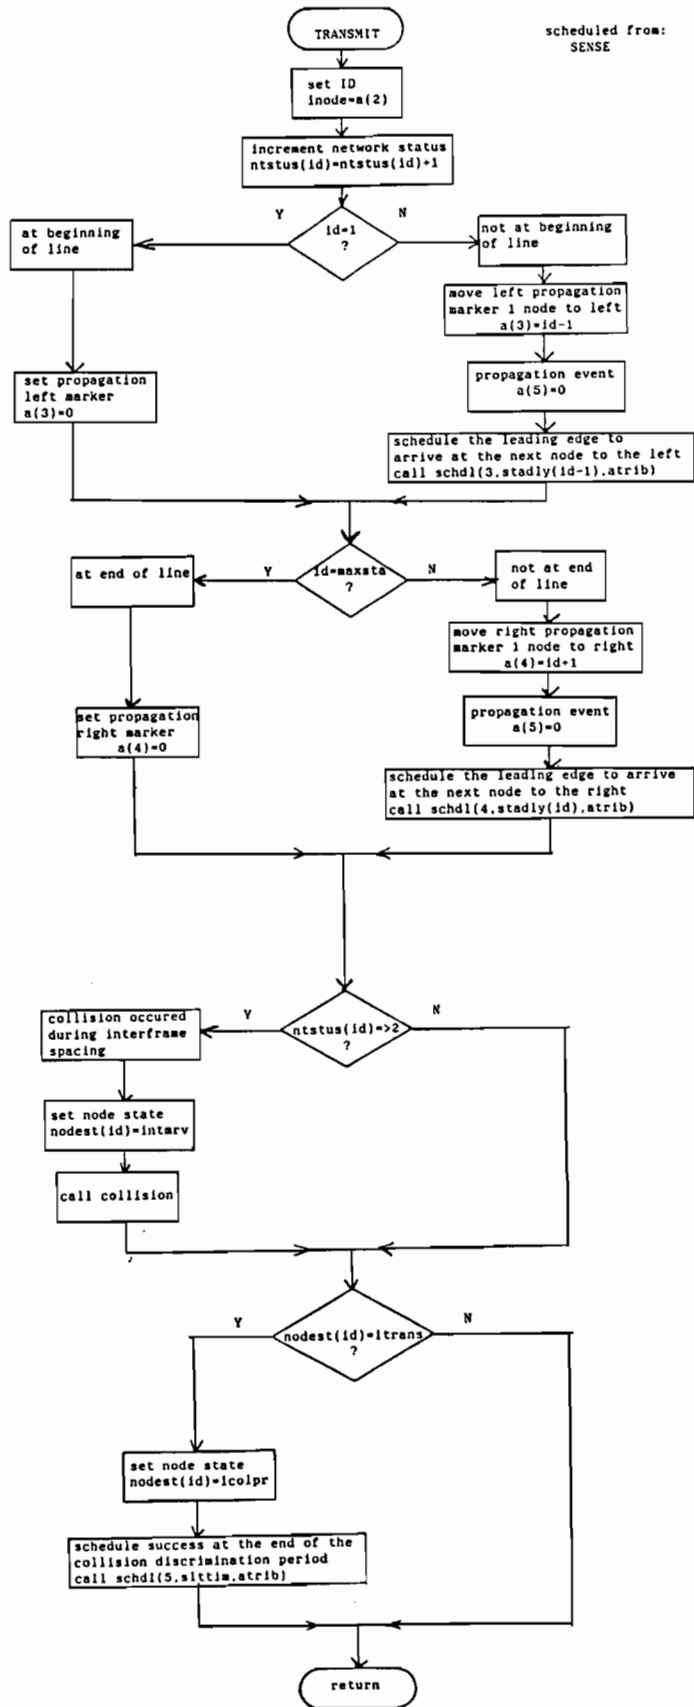 TRANSMIT
scheduled from:
SENSE
set ID
inode=a(2)
increment network status
ntstus(id)=ntstus(id)+1
Y
id=1
?
N
at beginning
of line
not at beginning
of line
move left propagation
marker 1 node to left
a(3)=id-1
propagation event
a(5)=0
set propagation
left marker
a(3)=0
schedule the leading edge to
arrive at the next node to the left
call schdl(3,stadly(id-1),atrib)
at end of line
Y
id=maxsta
?
N
not at end
of line
move right propagation
marker 1 node to right
a(4)=id+1
propagation event
a(5)=0
set propagation
right marker
a(4)=0
schedule the leading edge to arrive
at the next node to the right
call schdl(4,stadly(id),atrib)
collision occured
during interframe
spacing
Y
ntstus(id)=>2
?
N
set node state
nodest(id)=intmrv
call collision
Y
nodest(id)=itrans
?
N
set node state
nodest(id)=icolpr
schedule success at the end of the
collision discrimination period
call schdl(5,slttim,atrib)
return